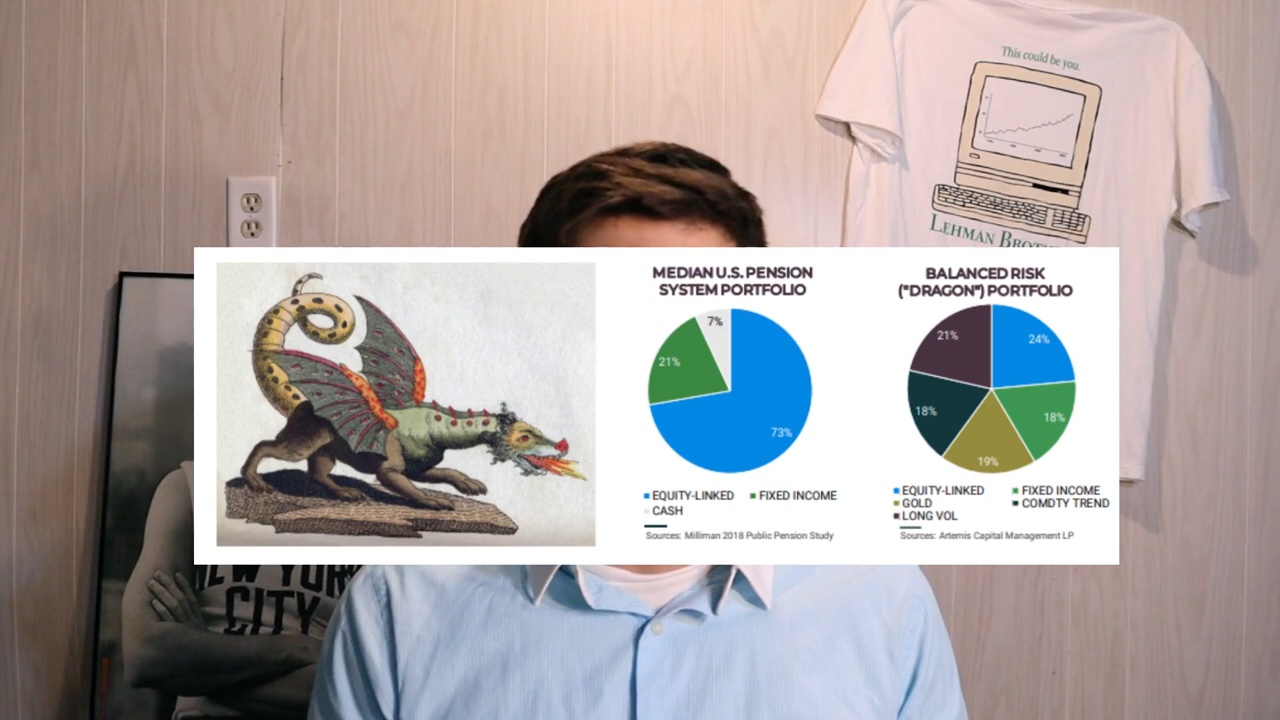 This could be you.
LEHMAN
MEDIAN U.S. PENSION
SYSTEM PORTFOLIO
7%
21%
73%
EQUITY-LINKED
FIXED INCOME
CASH
Sources: Milliman 2018 Public Pension Study
BALANCED RISK
("DRAGON") PORTFOLIO
21%
24%
18%
18%
19%
EQUITY-LINKED
FIXED INCOME
GOLD
COMDTY TREND
LONG VOL
Sources: Artemis Capital Management LP
NEW YORK
CITY